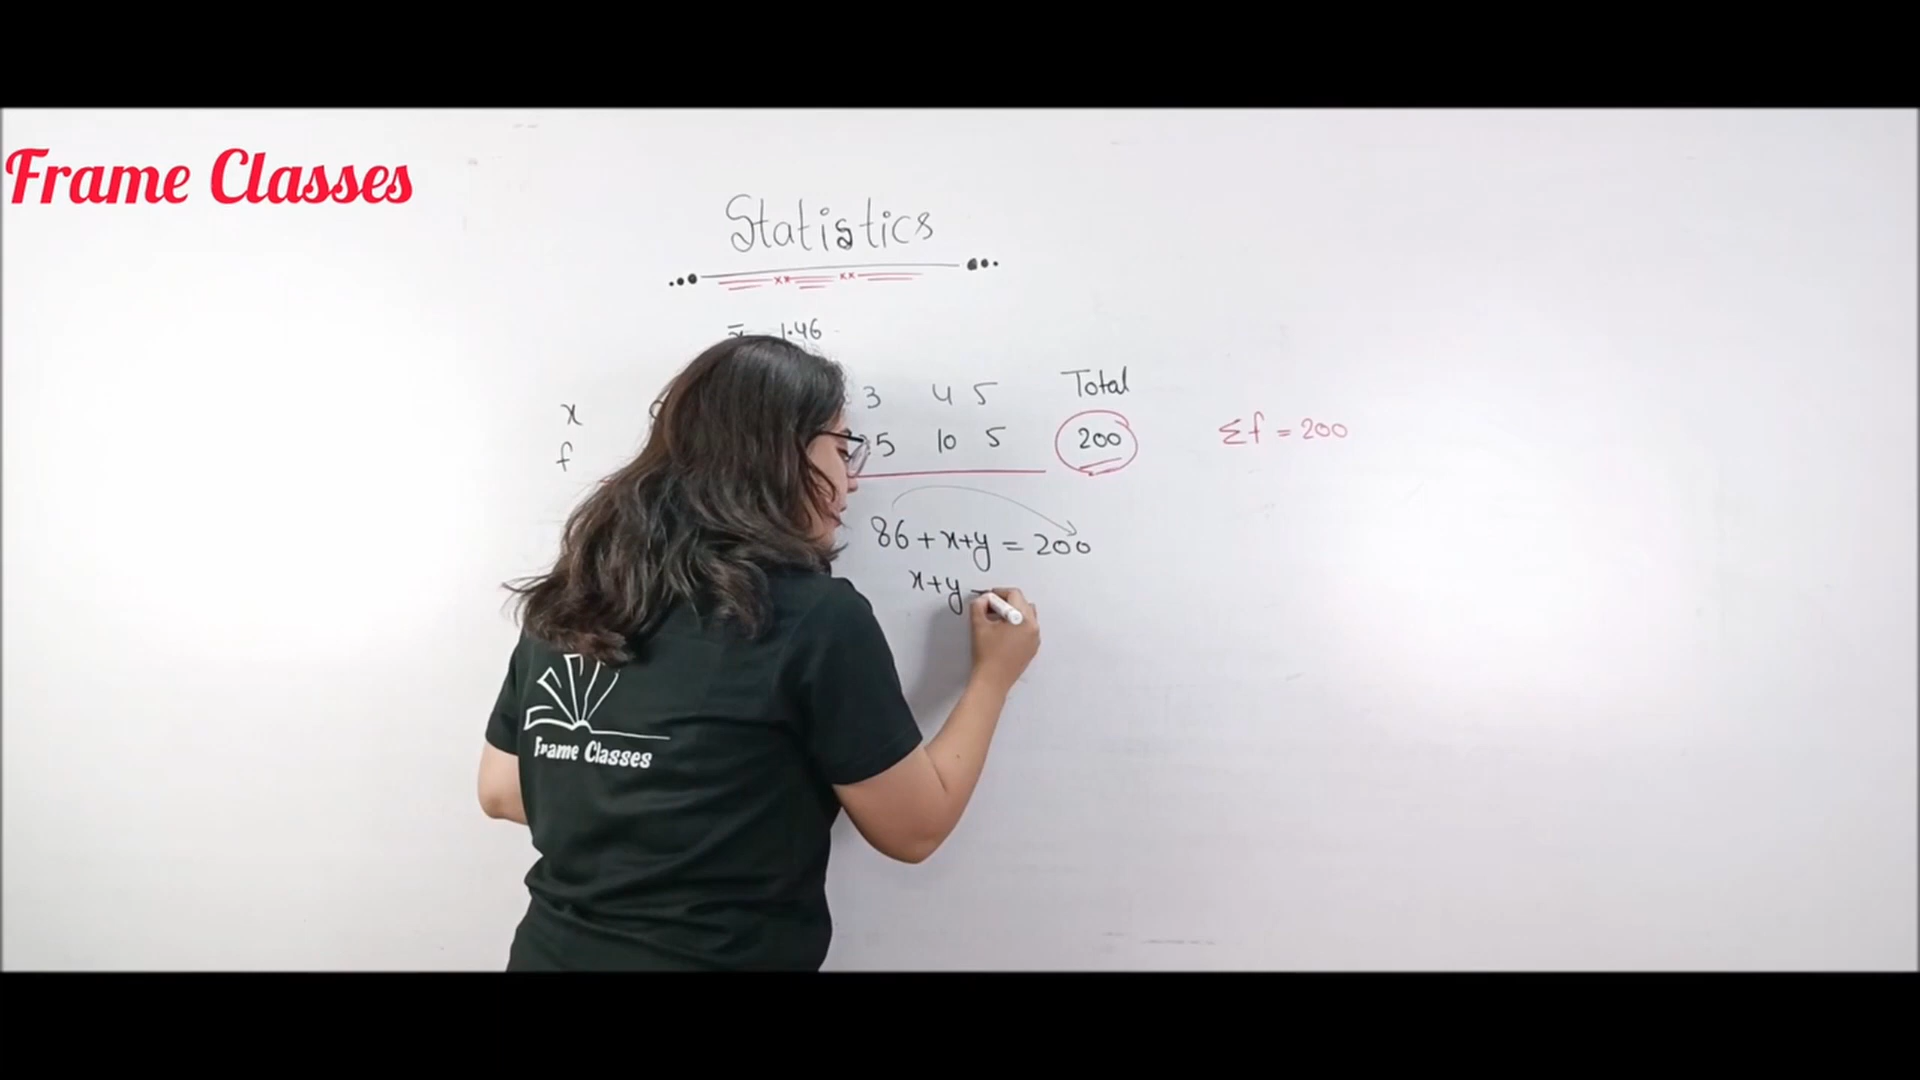 Frame Classes
Statistics
x̄ 1.46
x 3 4 5 Total
f 5 10 5 200 Σf = 200
86 + x+y = 200
x+y =
Frame Classes